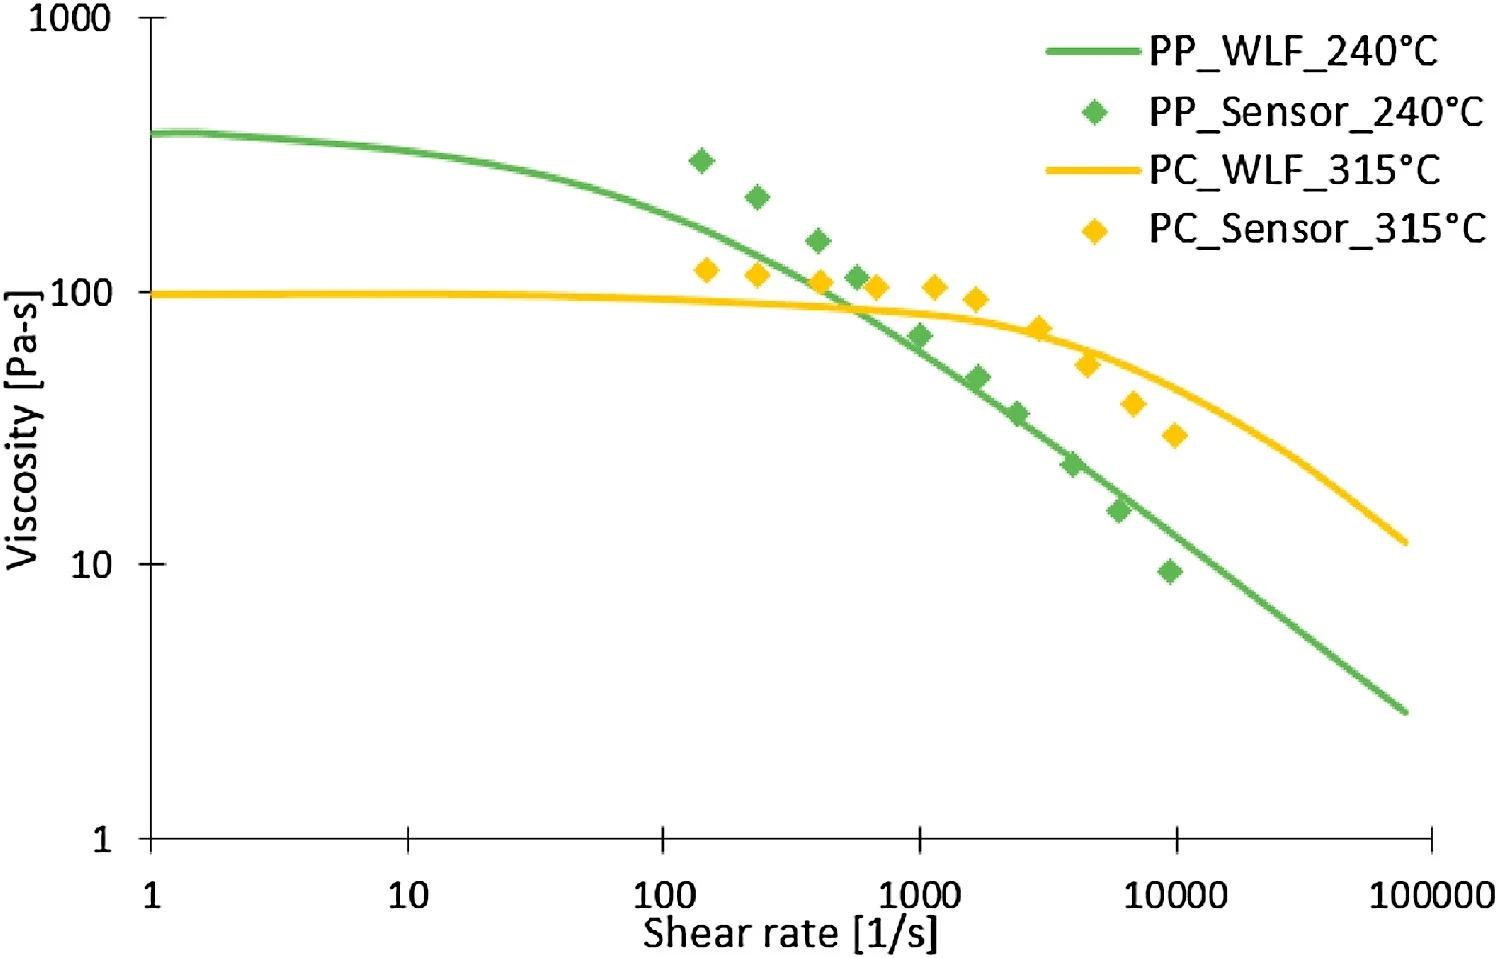 1000
100
10
1
Viscosity [Pa-s]
PP_WLF_240°C
PP_Sensor_240°C
PC_WLF_315°C
PC_Sensor_315°C
1 10 100 1000 10000 100000
Shear rate [1/s]